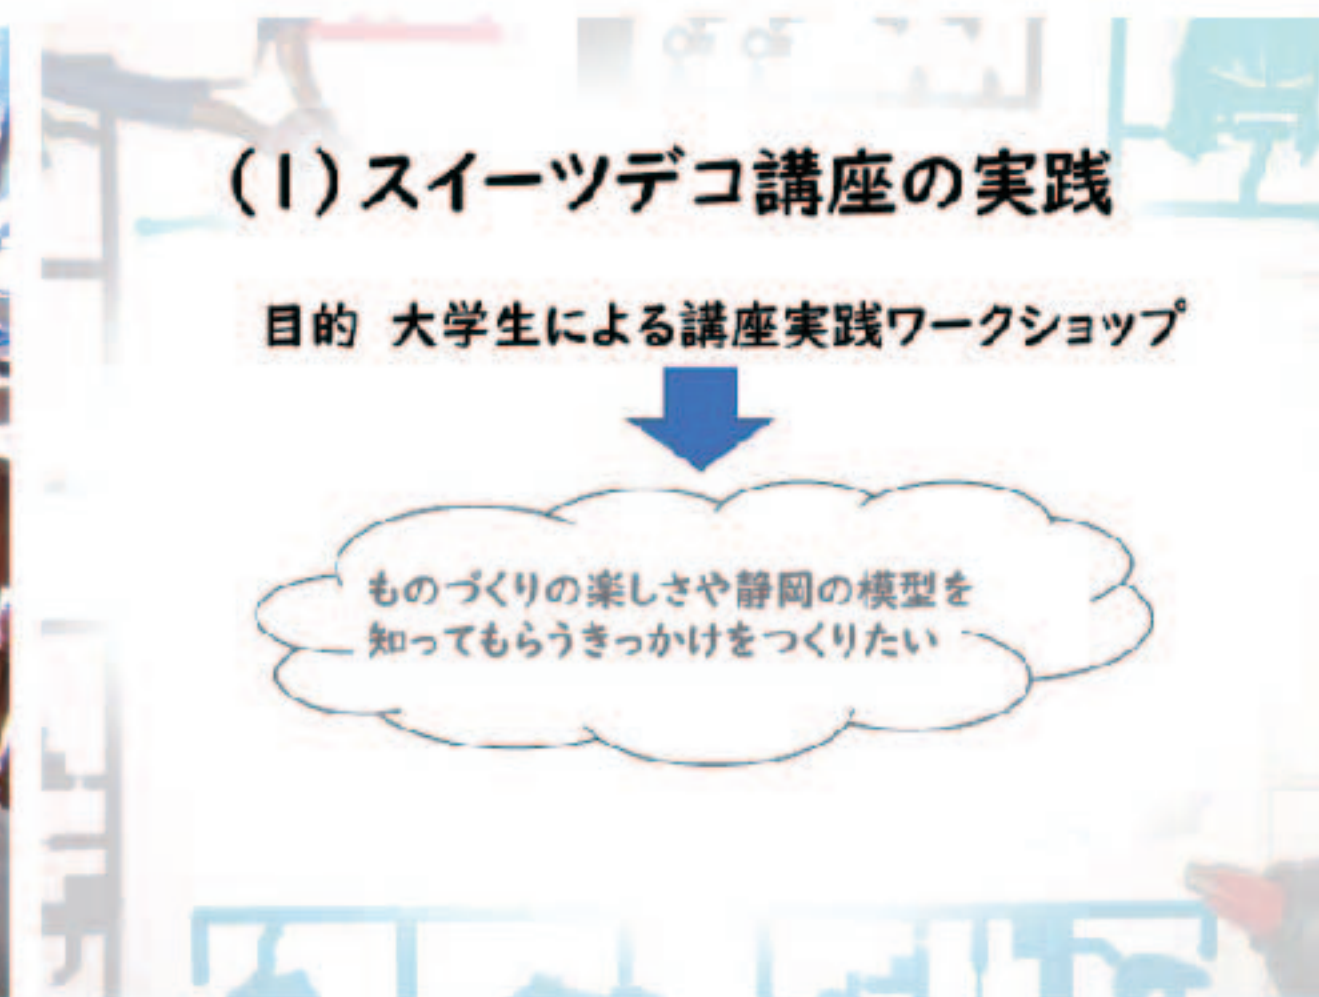 (1)スイーツデコ講座の実践
目的 大学生による講座実践ワークショップ
ものづくりの楽しさや静岡の模型を
知ってもらうきっかけをつくりたい